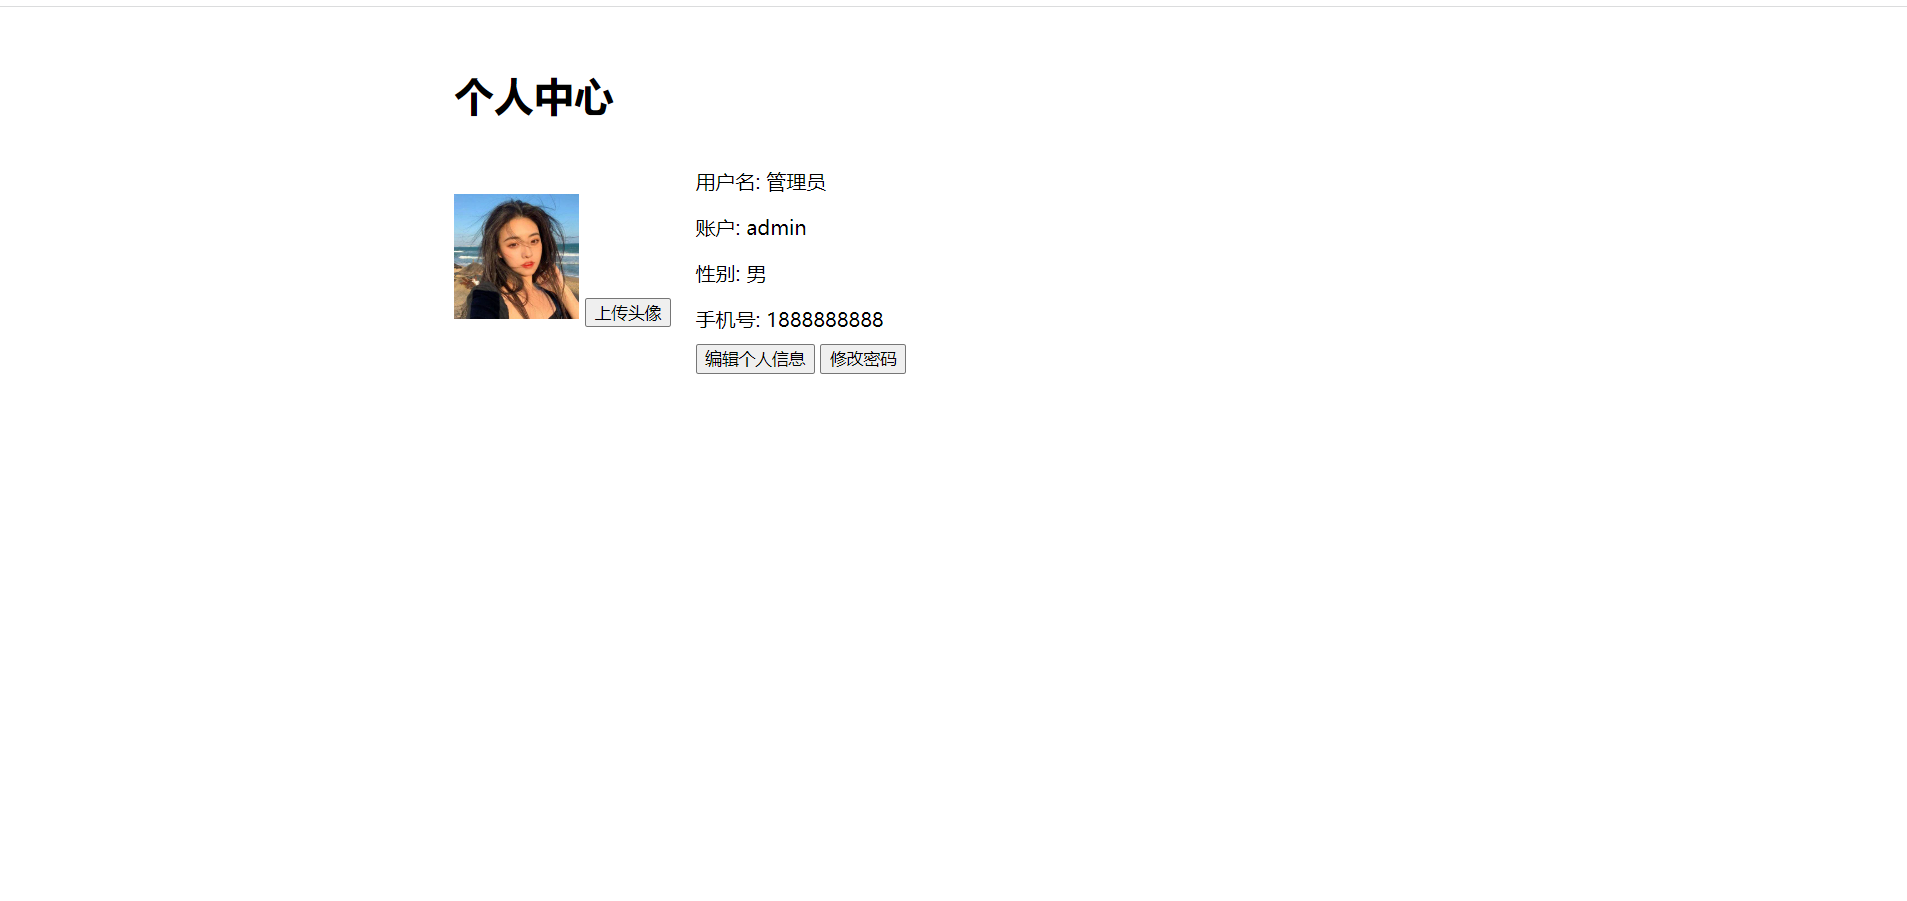 个人中心
用户名: 管理员
账户: admin
性别: 男
上传头像
手机号: 1888888888
编辑个人信息 修改密码